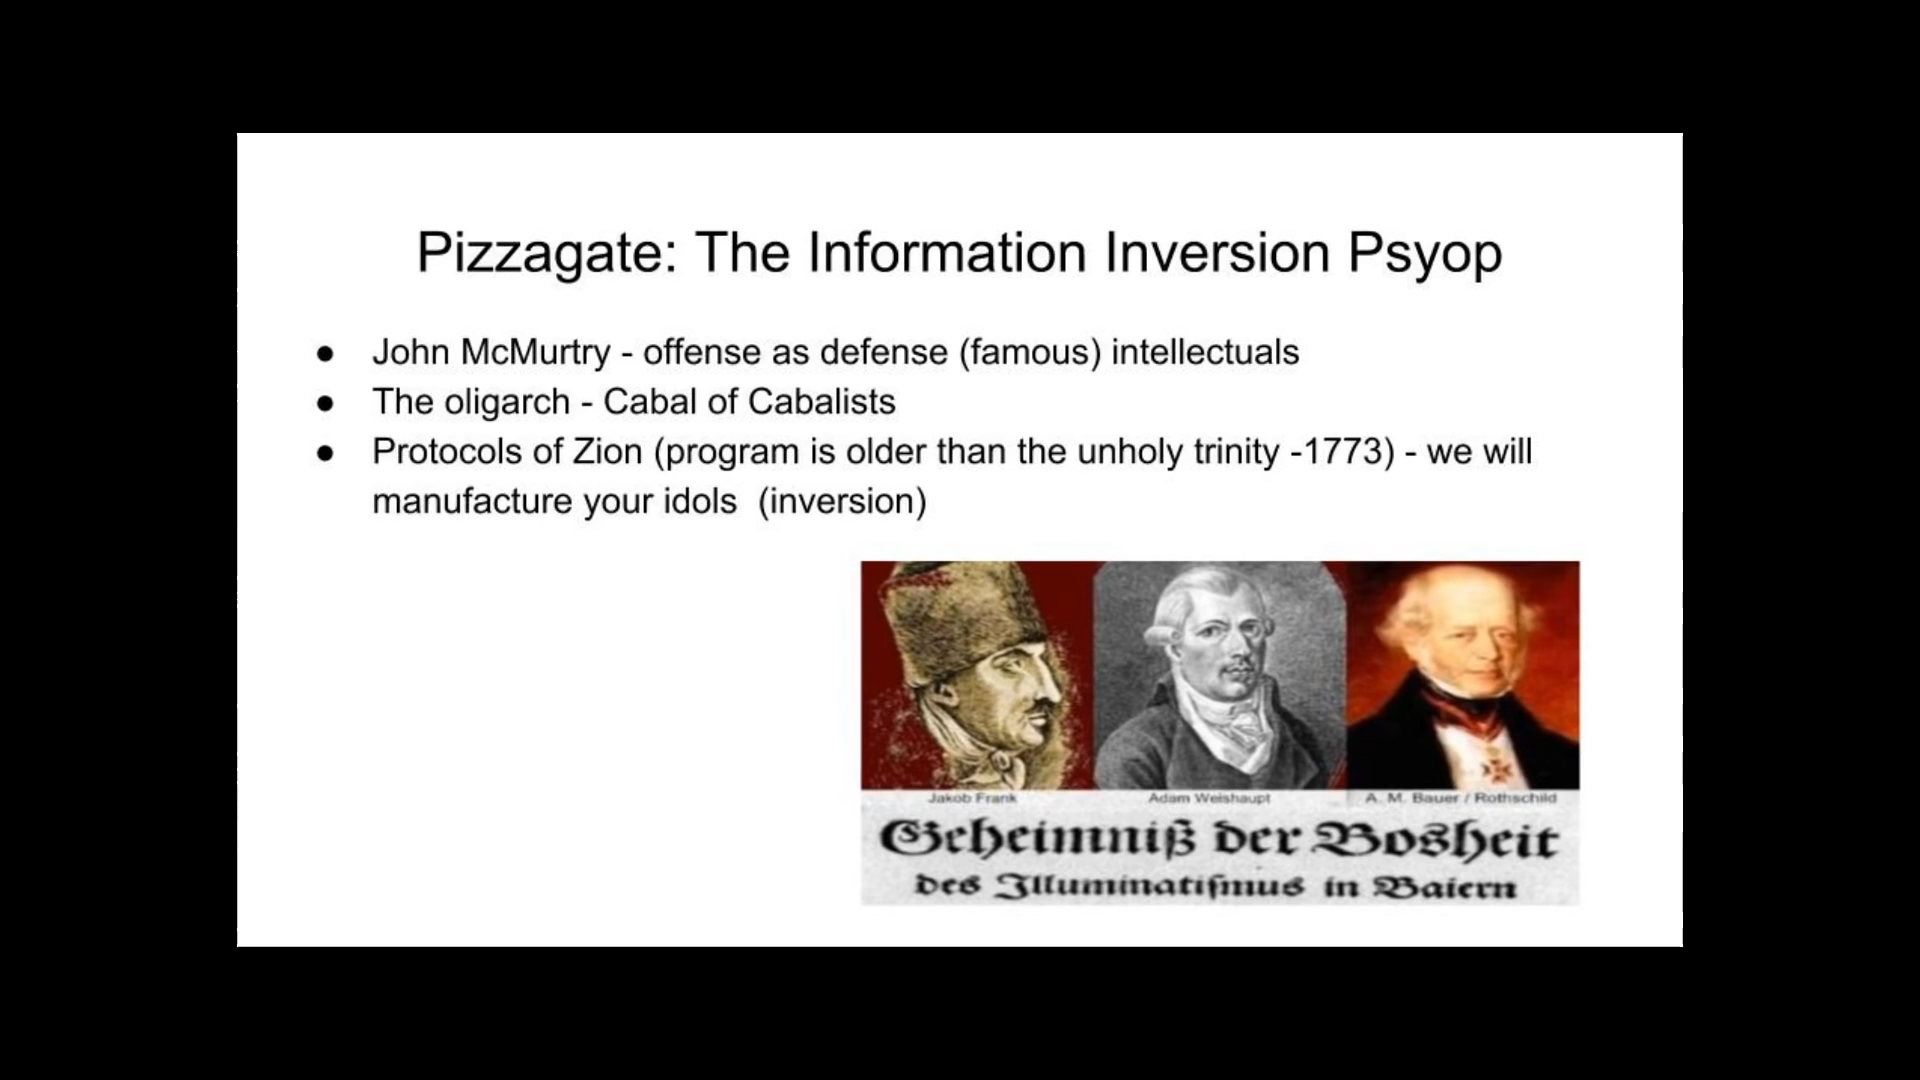 Pizzagate: The Information Inversion Psyop
● John McMurtry - offense as defense (famous) intellectuals
● The oligarch - Cabal of Cabalists
● Protocols of Zion (program is older than the unholy trinity -1773) - we will
manufacture your idols  (inversion)
Jakob Frank Adam Weishaupt A. M. Bauer / Rothschild
Geheimniß der Bosheit
des Illuminatiſmus in Baiern